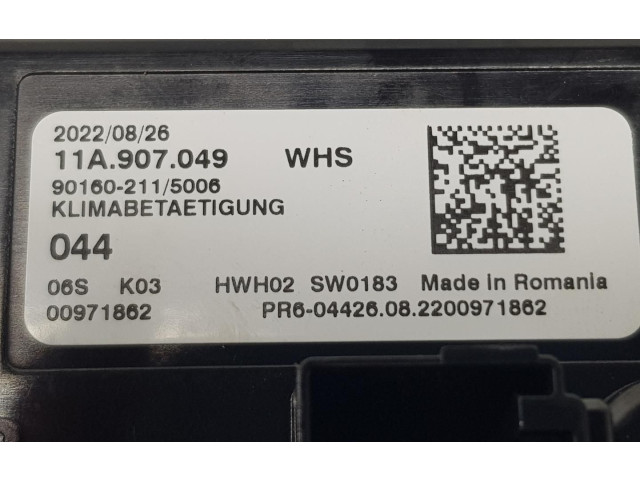 2022/08/26
11A.907.049 WHS
90160-211/5006
KLIMABETAETIGUNG
044
06S K03 HWH02 SW0183 Made in Romania
00971862 PR6-04426.08.2200971862